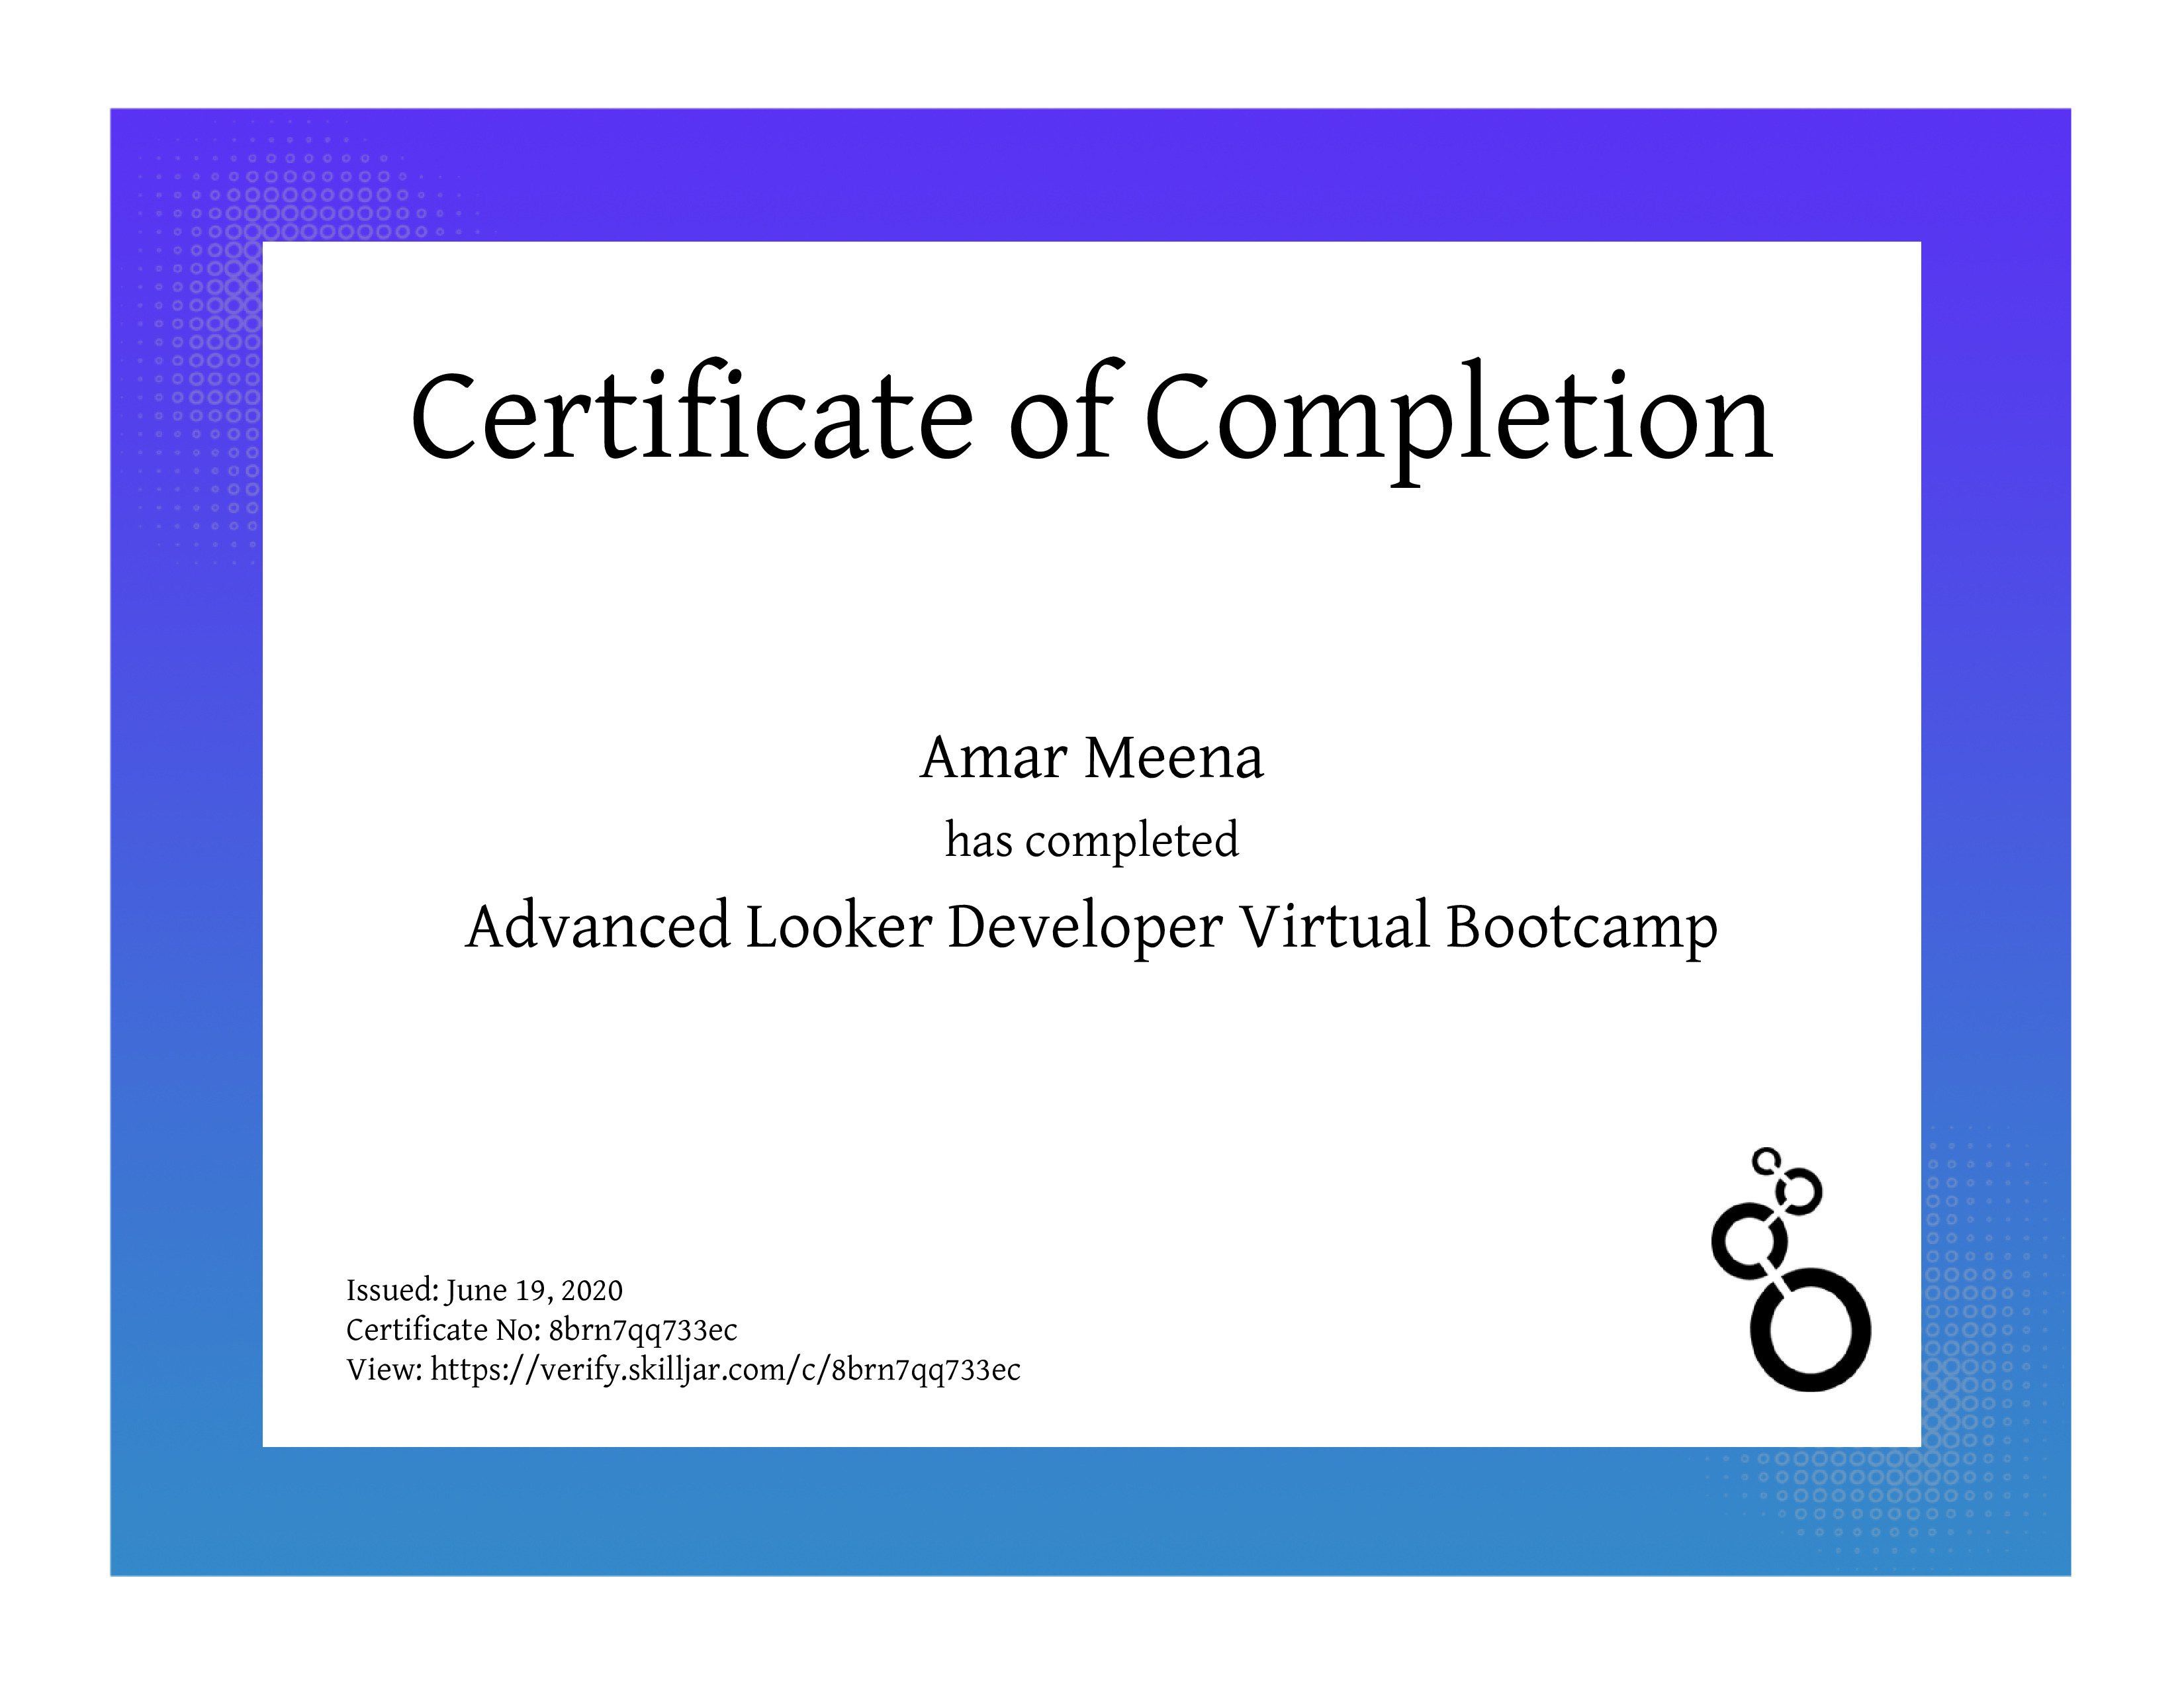 Certificate of Completion
Amar Meena
has completed
Advanced Looker Developer Virtual Bootcamp
Issued: June 19, 2020
Certificate No: 8brn7qq733ec
View: https://verify.skilljar.com/c/8brn7qq733ec